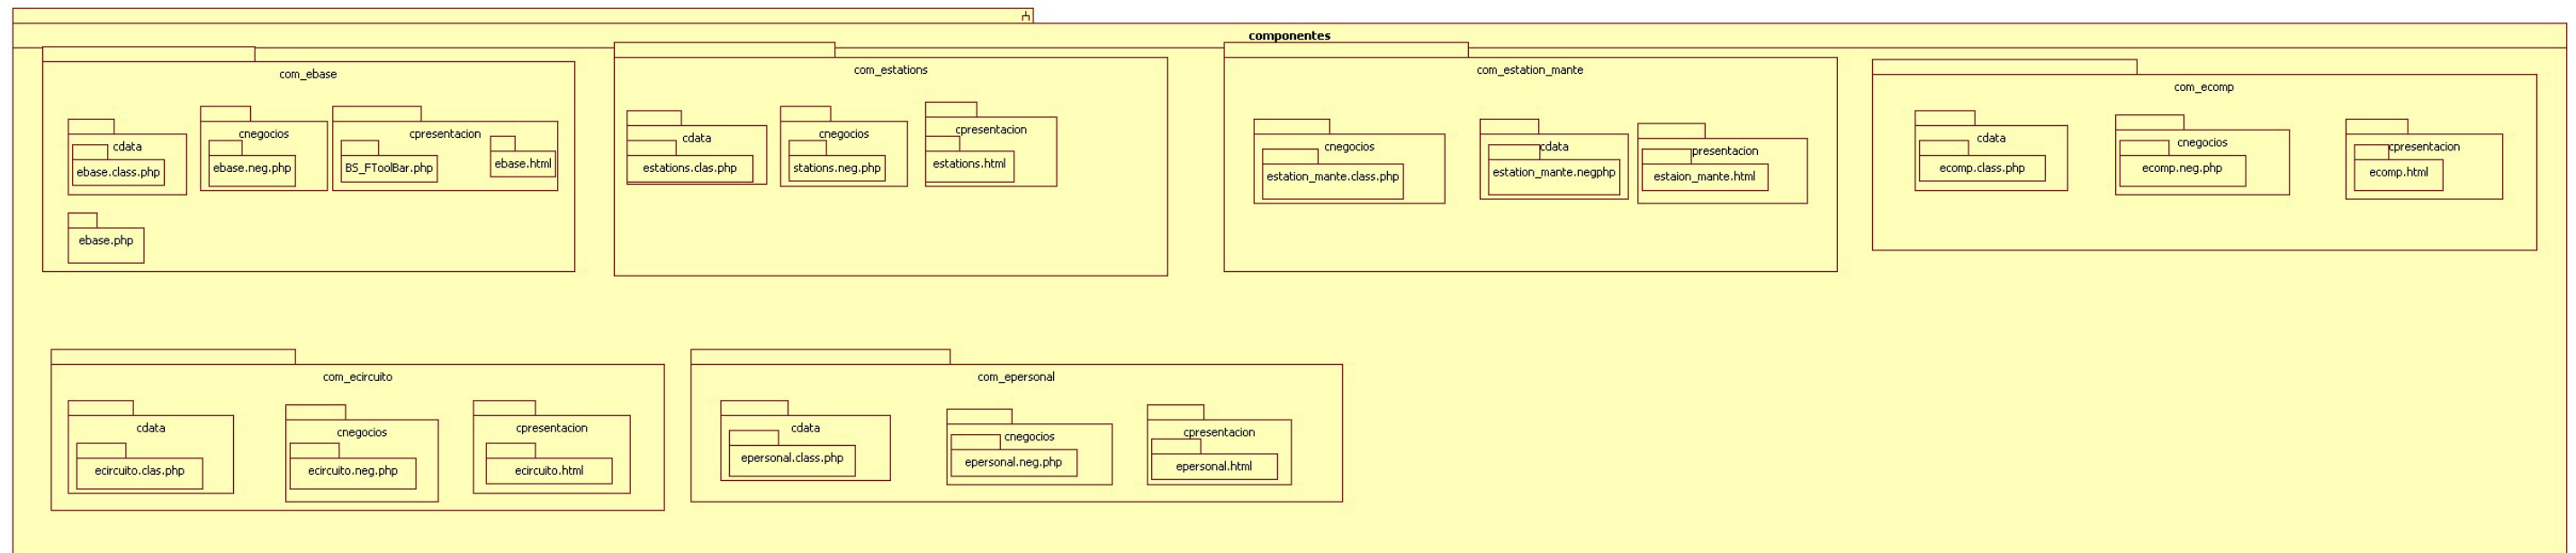 componentes
com_ebase
cdata
ebase.class.php
cnegocios
ebase.neg.php
cpresentacion
BS_FToolBar.php
ebase.html
ebase.php
com_estations
cdata
estations.clas.php
cnegocios
stations.neg.php
cpresentacion
estations.html
com_estation_mante
cnegocios
estation_mante.class.php
cdata
estation_mante.negphp
presentacion
estaion_mante.html
com_ecomp
cdata
ecomp.class.php
cnegocios
ecomp.neg.php
cpresentacion
ecomp.html
com_ecircuito
cdata
ecircuito.clas.php
cnegocios
ecircuito.neg.php
cpresentacion
ecircuito.html
com_epersonal
cdata
epersonal.class.php
cnegocios
epersonal.neg.php
cpresentacion
epersonal.html